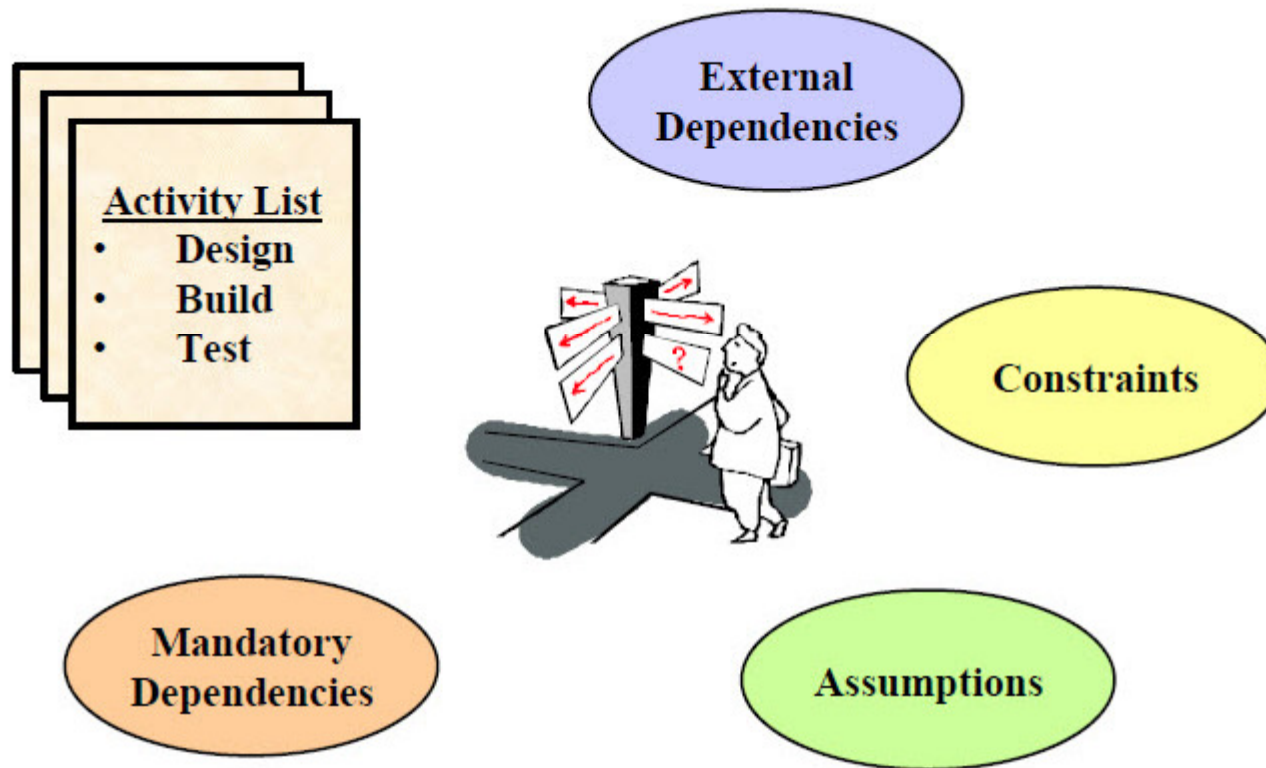 External
Dependencies
Activity List
• Design
• Build
• Test
?
Constraints
Mandatory
Dependencies
Assumptions